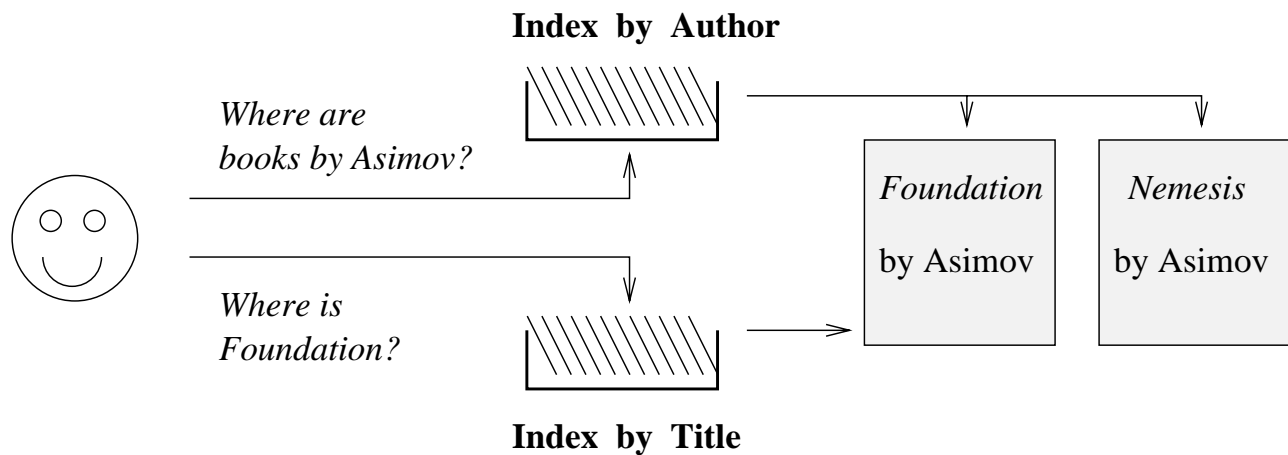 Index by Author
Where are
books by Asimov?
Foundation
by Asimov
Nemesis
by Asimov
Where is
Foundation?
Index by Title